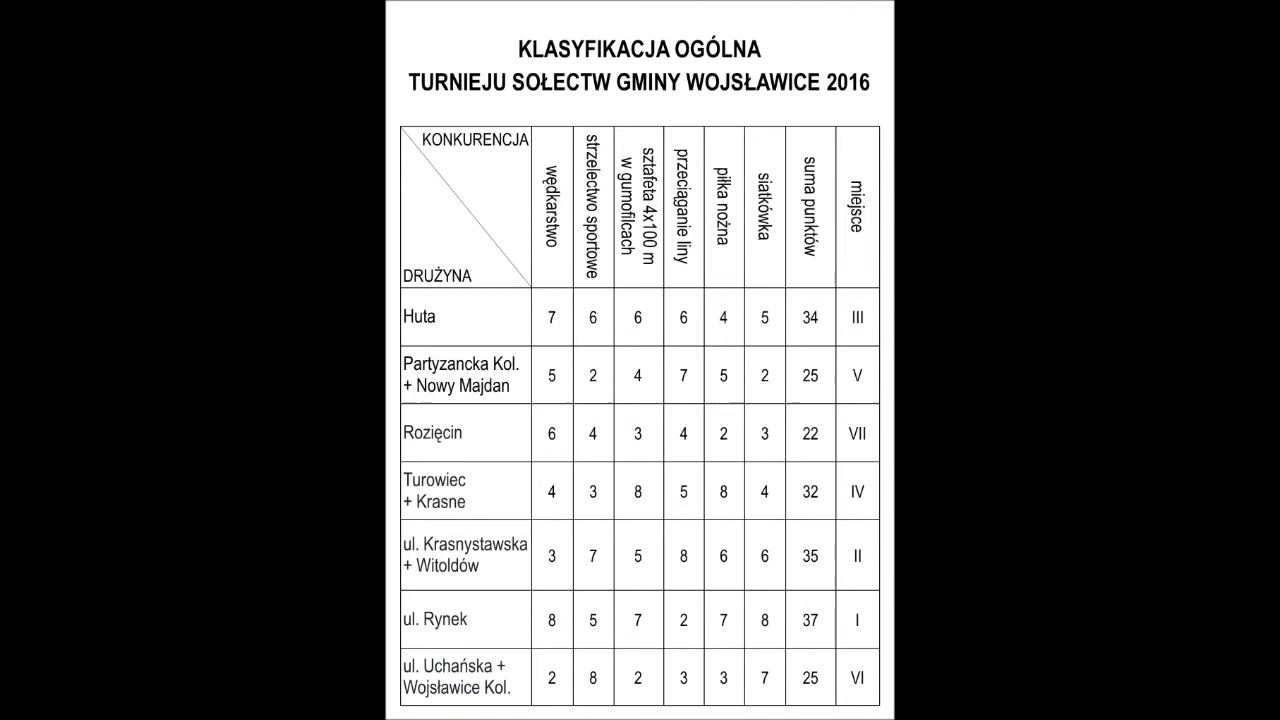 KLASYFIKACJA OGÓLNA
TURNIEJU SOŁECTW GMINY WOJSŁAWICE 2016
KONKURENCJA
DRUŻYNA
wędkarstwo
strzelectwo sportowe
sztafeta 4x100 m
w gumofilcach
przeciąganie liny
piłka nożna
siatkówka
suma punktów
miejsce
Huta 7 6 6 6 4 5 34 III
Partyzancka Kol.
+ Nowy Majdan 5 2 4 7 5 2 25 V
Rozięcin 6 4 3 4 2 3 22 VII
Turowiec
+ Krasne 4 3 8 5 8 4 32 IV
ul. Krasnystawska
+ Witoldów 3 7 5 8 6 6 35 II
ul. Rynek 8 5 7 2 7 8 37 I
ul. Uchańska +
Wojsławice Kol. 2 8 2 3 3 7 25 VI